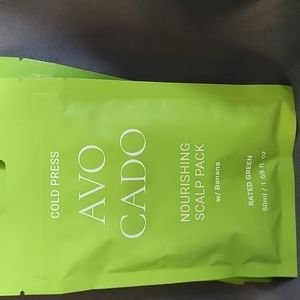 COLD PRESS
AVO
CADO
NOURISHING
SCALP PACK
w/ Banana
RATED GREEN
50ml / 1.69 fl. oz.